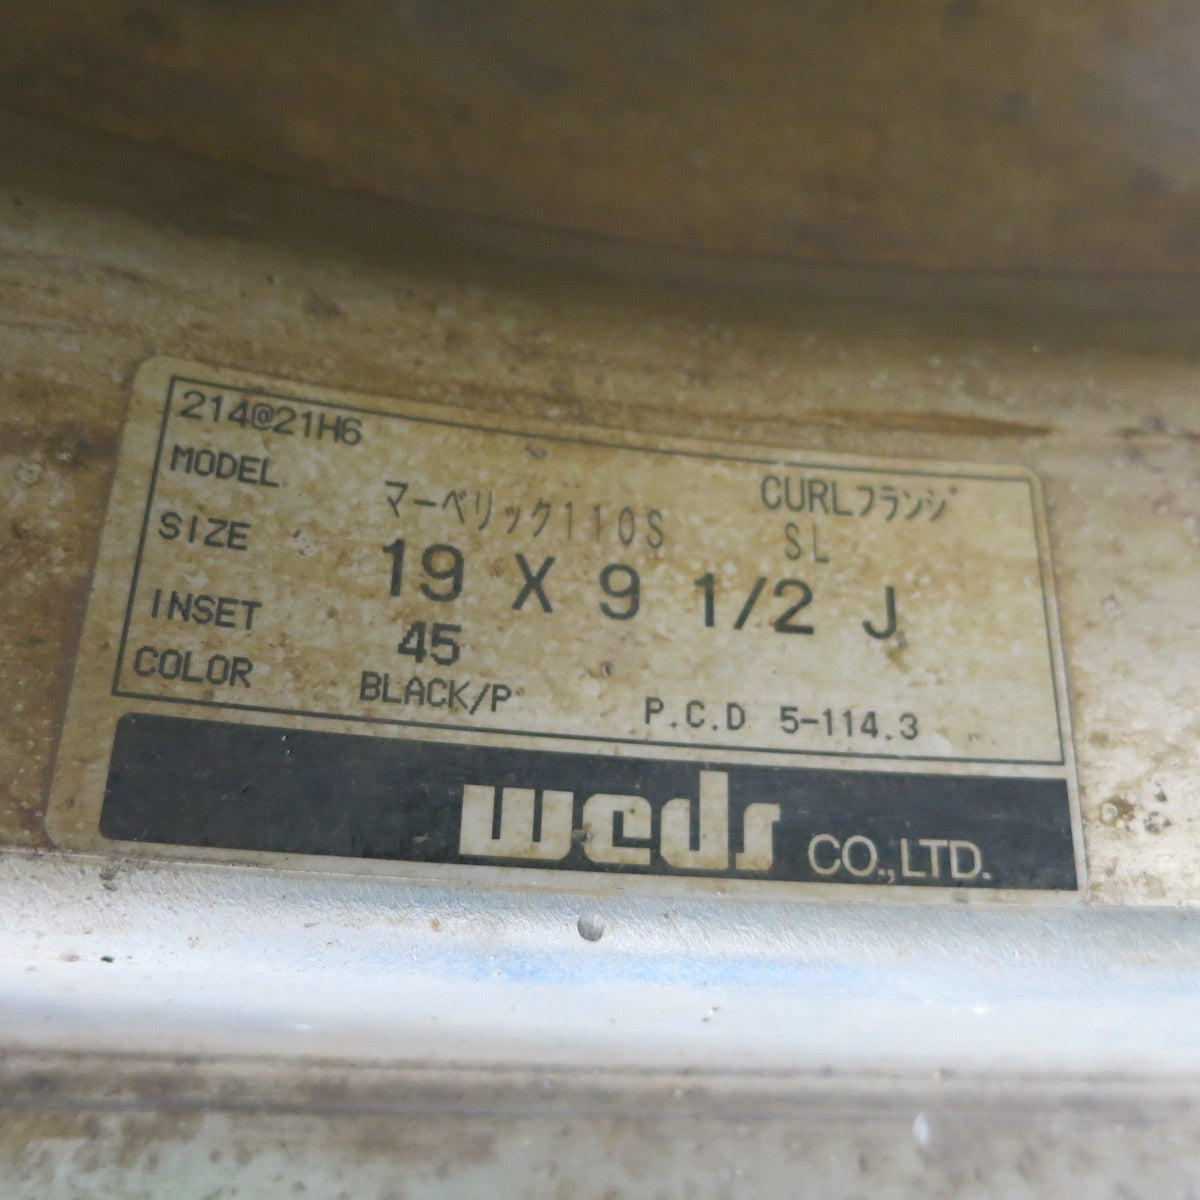 214@21H6
MODEL マーベリック110S CURLフランジ
SL
SIZE 19 X 9 1/2 J
INSET 45
COLOR BLACK/P P.C.D 5-114.3
weds CO.,LTD.